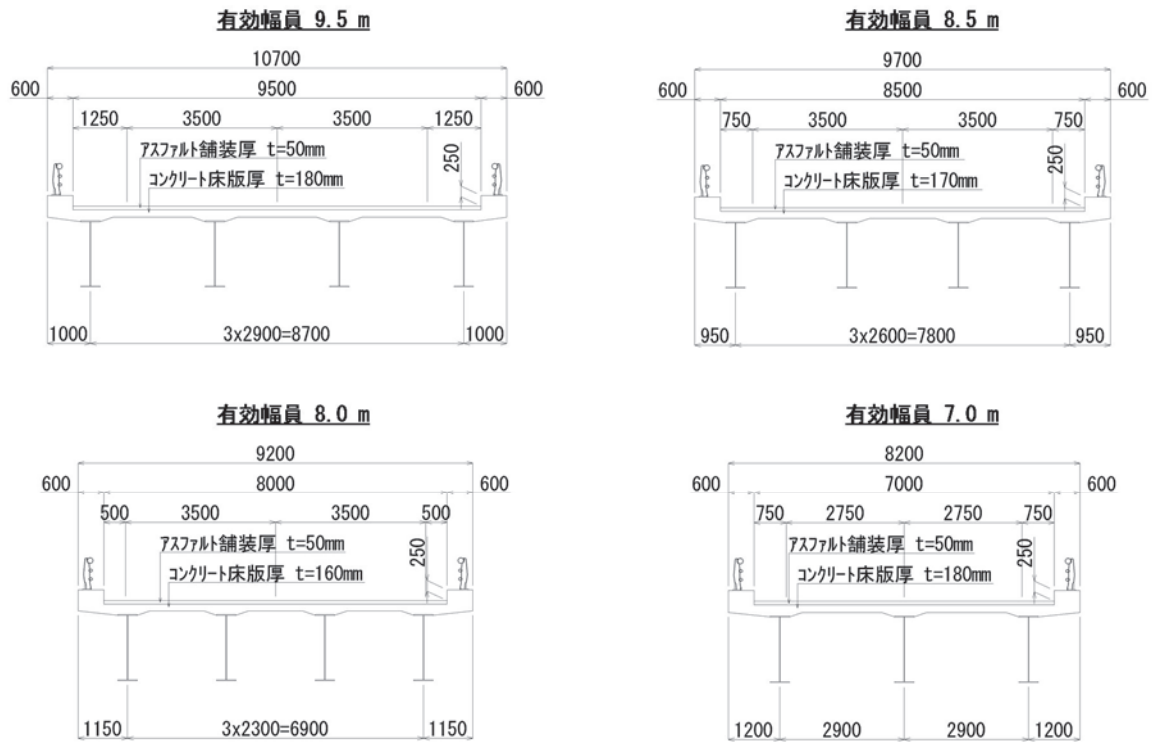 有効幅員 9.5 m
10700
600 9500 600
1250 3500 3500 1250
アスファルト舗装厚 t=50mm
250
コンクリート床版厚 t=180mm
1000 3x2900=8700 1000
有効幅員 8.5 m
9700
600 8500 600
750 3500 3500 750
アスファルト舗装厚 t=50mm
250
コンクリート床版厚 t=170mm
950 3x2600=7800 950
有効幅員 8.0 m
9200
600 8000 600
500 3500 3500 500
アスファルト舗装厚 t=50mm
250
コンクリート床版厚 t=160mm
1150 3x2300=6900 1150
有効幅員 7.0 m
8200
600 7000 600
750 2750 2750 750
アスファルト舗装厚 t=50mm
250
コンクリート床版厚 t=180mm
1200 2900 2900 1200